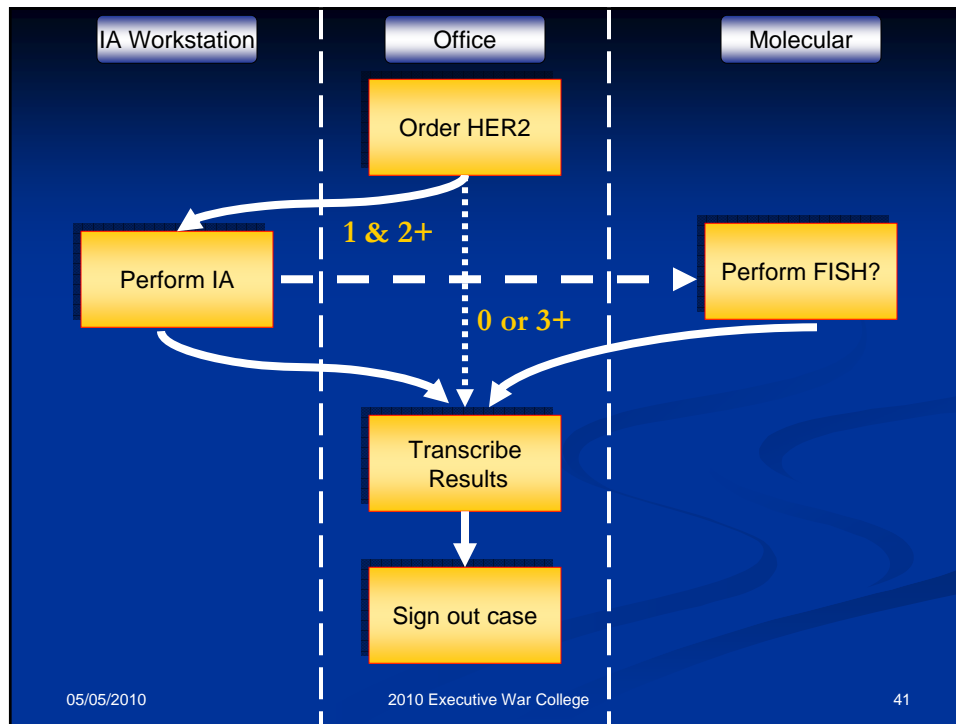 IA Workstation
Office
Molecular
Order HER2
1 & 2+
Perform IA
Perform FISH?
0 or 3+
Transcribe
Results
Sign out case
05/05/2010
2010 Executive War College
41